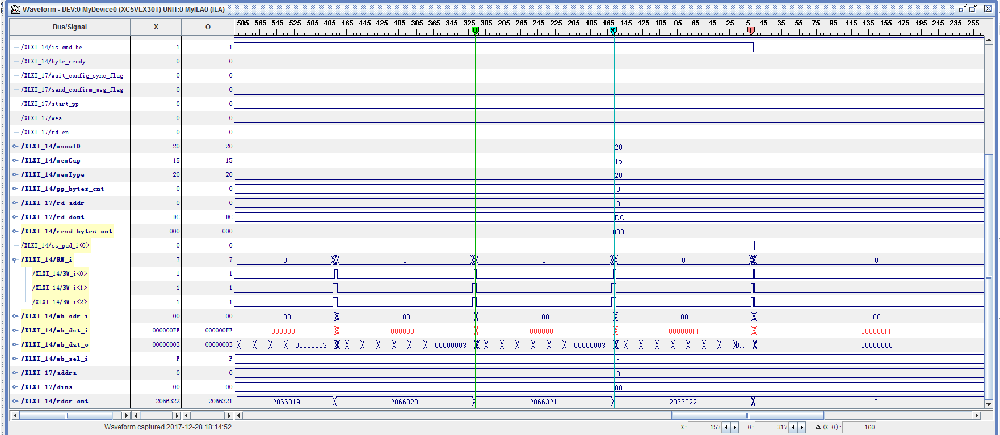 Waveform - DEV:0 MyDevice0 (XC5VLX30T) UNIT:0 MyILA0 (ILA)
Bus/Signal X O -585 -565 -545 -525 -505 -485 -465 -445 -425 -405 -385 -365 -345 -325 -305 -285 -265 -245 -225 -205 -185 -165 -145 -125 -105 -85 -65 -45 -25 -5 15 35 55 75 95 115 135 155 175 195 215 235 255
O X T
/XLXI_14/is_cmd_be 1 1
/XLXI_14/byte_ready 0 0
/XLXI_17/wait_config_sync_flag 0 0
/XLXI_17/send_confirm_msg_flag 0 0
/XLXI_17/start_pp 0 0
/XLXI_17/wea 0 0
/XLXI_17/rd_en 0 0
/XLXI_14/manuID 20 20 20
/XLXI_14/memCap 15 15 15
/XLXI_14/memType 20 20 20
/XLXI_14/pp_bytes_cnt 0 0 0
/XLXI_17/rd_addr 0 0 0
/XLXI_17/rd_dout DC DC DC
/XLXI_14/read_bytes_cnt 000 000 000
/XLXI_14/ss_pad_i<0> 0 0
/XLXI_14/RW_i 7 7 0 0 0 0 0
/XLXI_14/RW_i<0> 1 1
/XLXI_14/RW_i<1> 1 1
/XLXI_14/RW_i<2> 1 1
/XLXI_14/wb_adr_i 00 00 00 00 00 00 00
/XLXI_14/wb_dat_i 000000FF 000000FF 000000FF 000000FF 000000FF 000000FF 000000FF
/XLXI_14/wb_dat_o 00000003 00000003 00000003 00000003 00000003 0... 00000000
/XLXI_14/wb_sel_i F F F
/XLXI_17/addra 0 0 0
/XLXI_17/dina 00 00 00
/XLXI_14/rdsr_cnt 2066322 2066321 2066319 2066320 2066321 2066322 0
Waveform captured 2017-12-28 18:14:52 X: -157 O: -317 Δ (X-O): 160